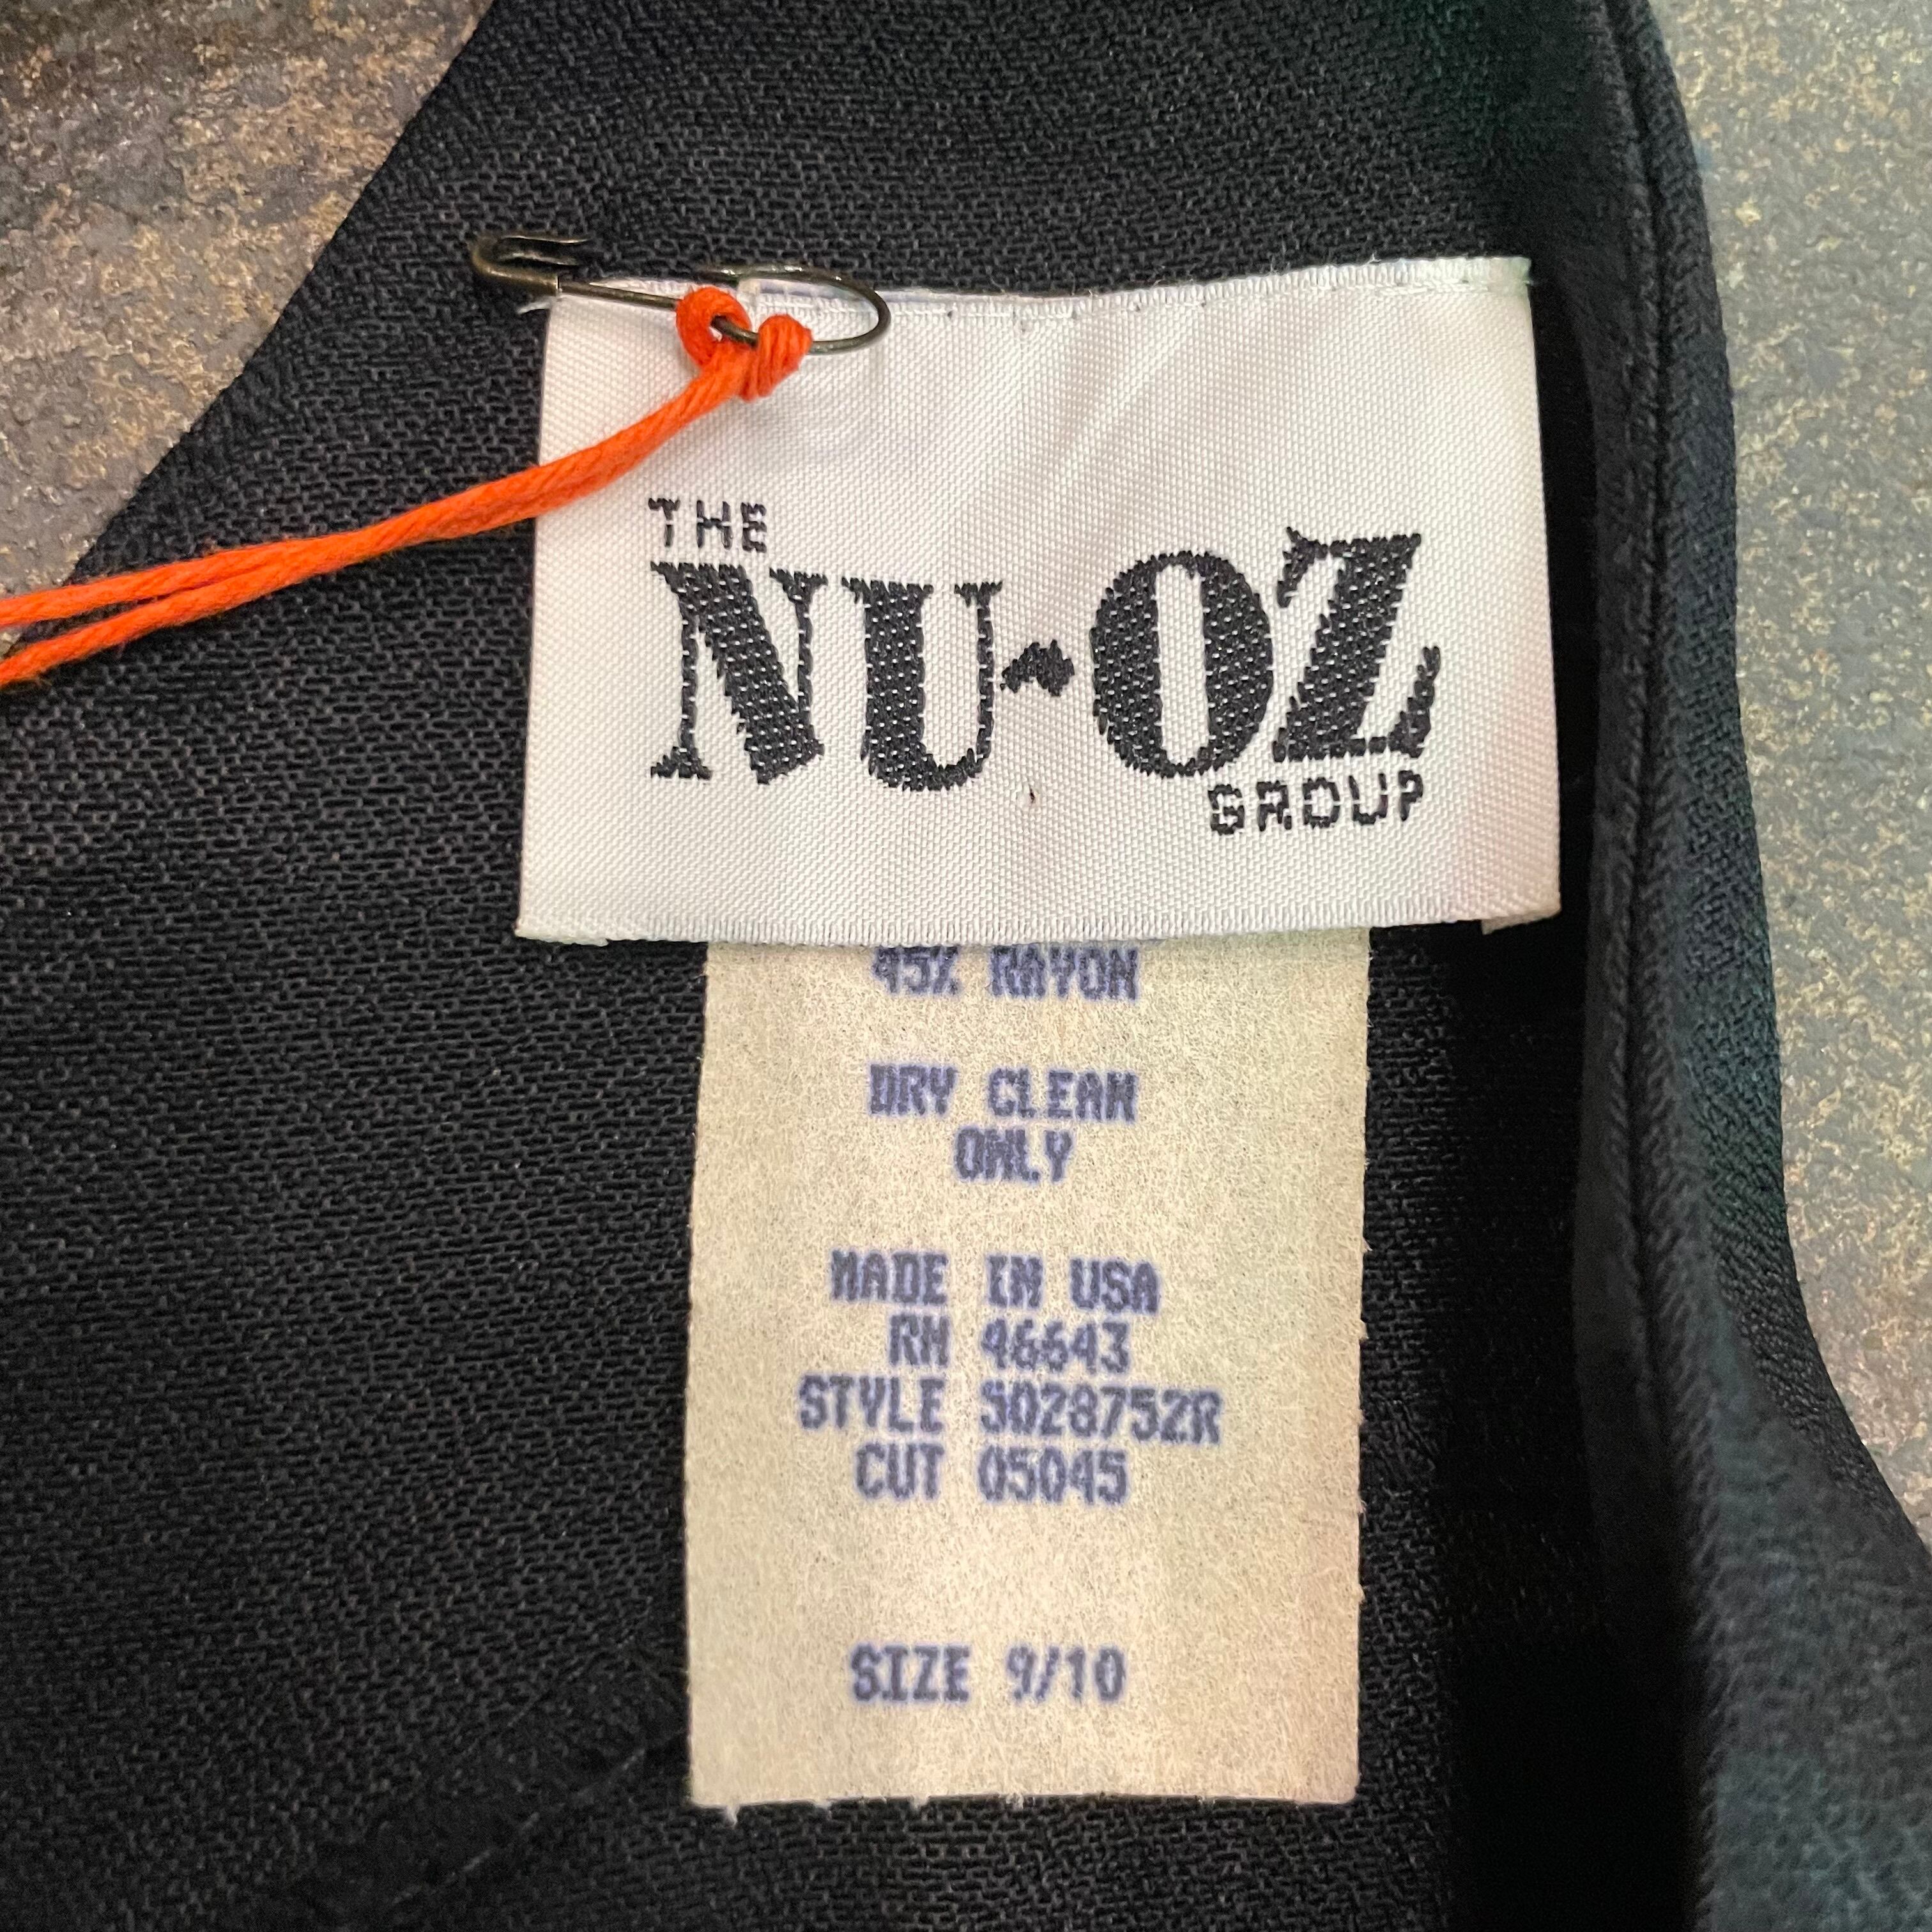 THE
NU-OZ
GROUP
45% RAYON
DRY CLEAN
ONLY
MADE IN USA
RN 46643
STYLE S028752R
CUT 05045
SIZE 9/10